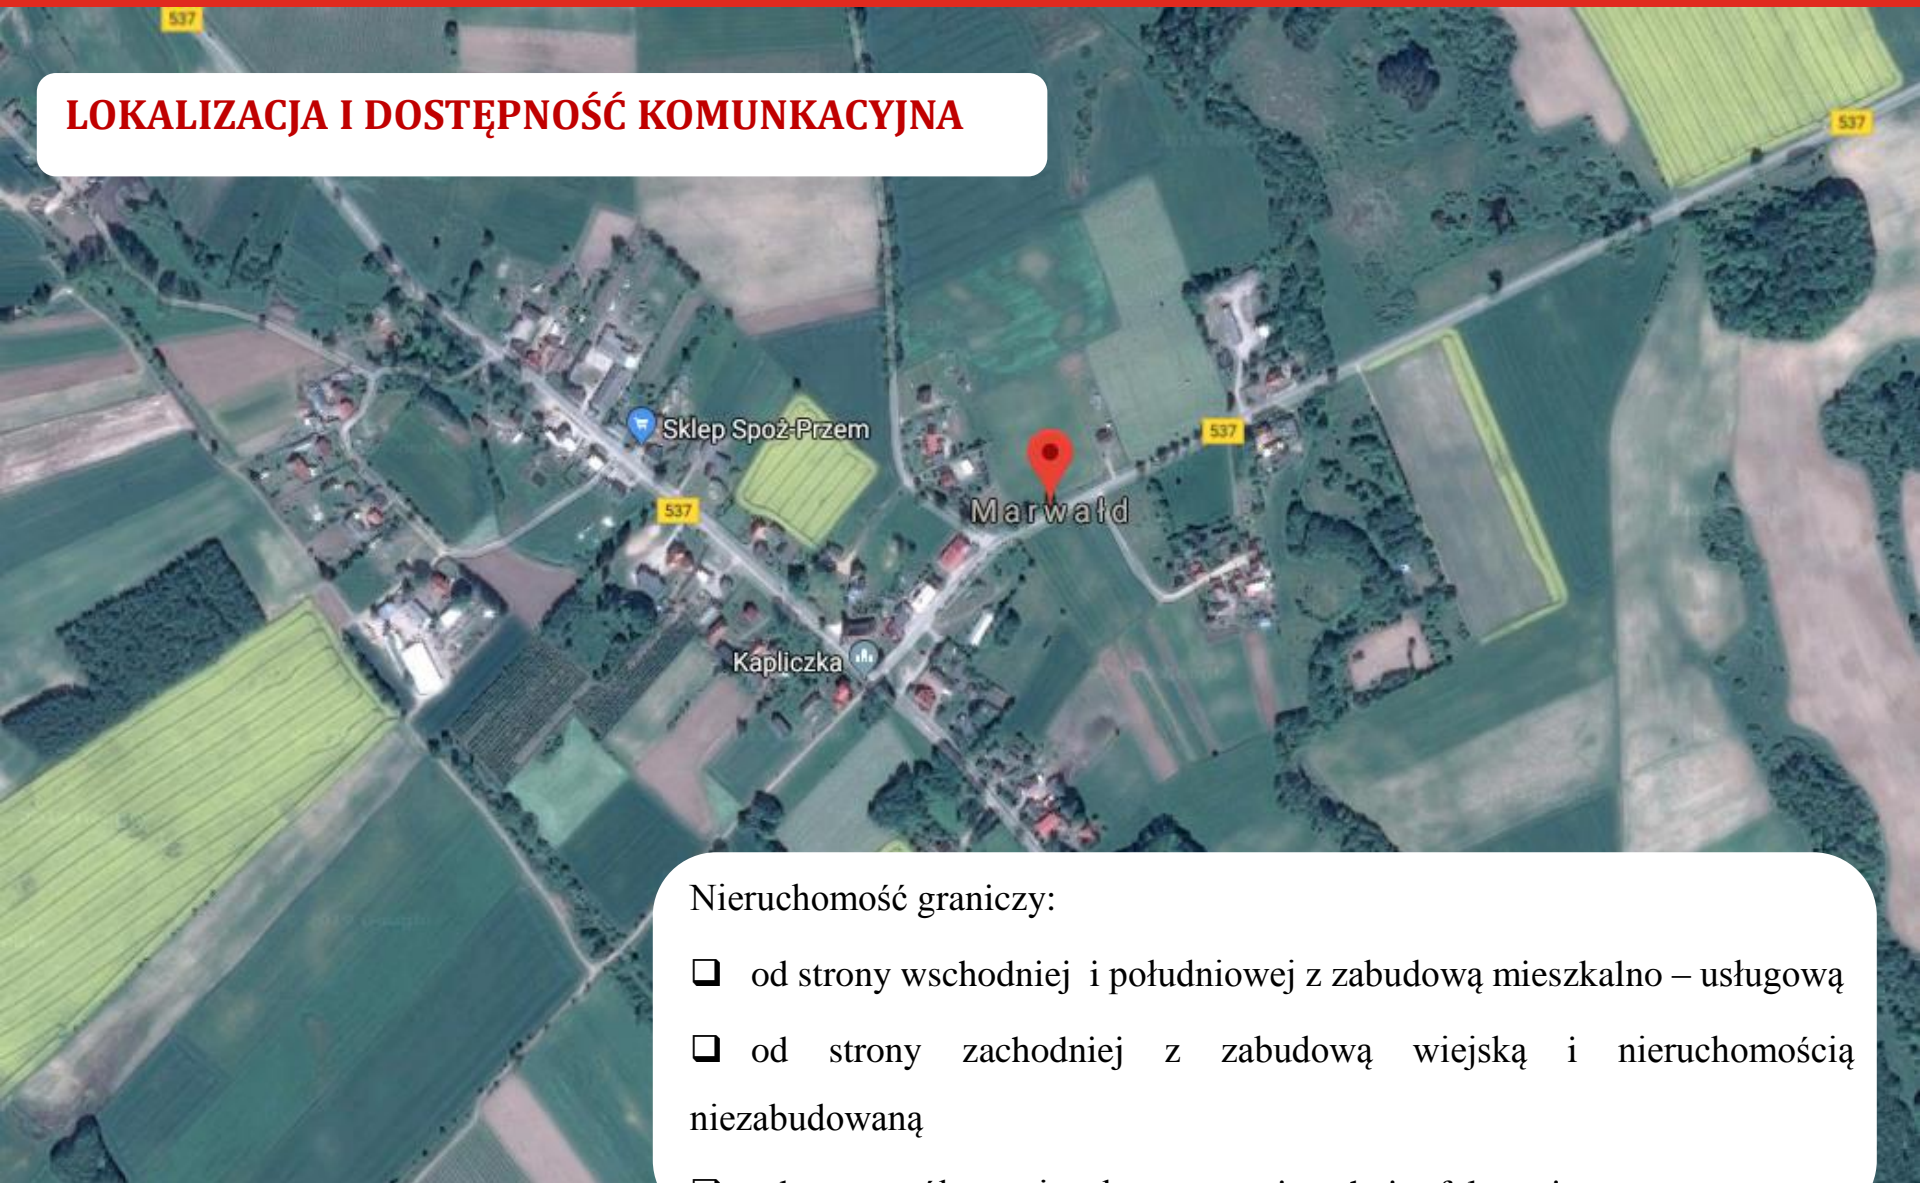 537
LOKALIZACJA I DOSTĘPNOŚĆ KOMUNKACYJNA
537
Sklep Spoż-Przem
537
537
Marwałd
Kapliczka
Nieruchomość graniczy:
❑ od strony wschodniej i południowej z zabudową mieszkalno – usługową
❑ od strony zachodniej z zabudową wiejską i nieruchomością
niezabudowaną